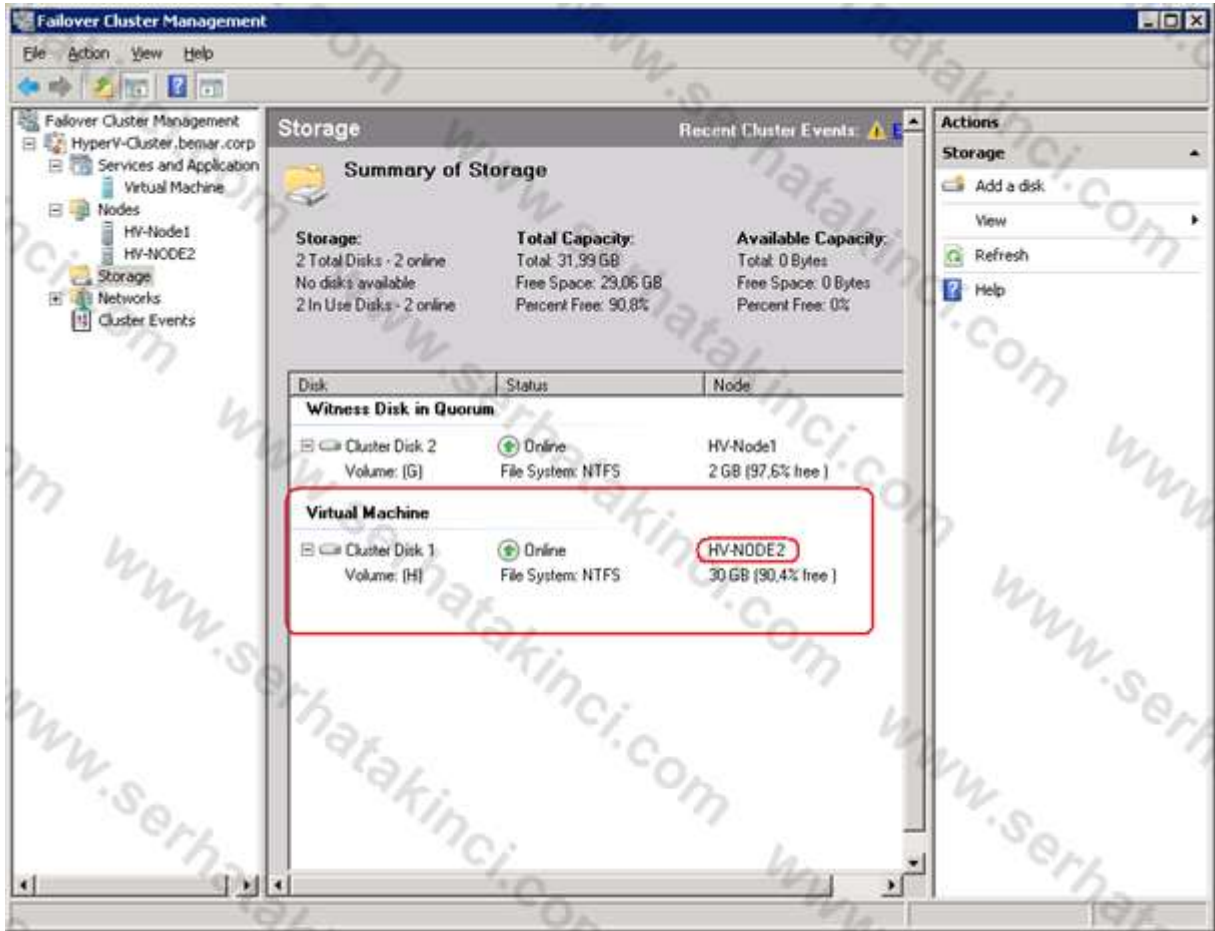 Failover Cluster Management
File Action View Help
Failover Cluster Management
HyperV-Cluster.bemar.corp
Services and Application
Virtual Machine
Nodes
HV-Node1
HV-NODE2
Storage
Networks
Cluster Events
Storage
Recent Cluster Events:
Summary of Storage
Storage: Total Capacity: Available Capacity:
2 Total Disks - 2 online Total: 31,99 GB Total: 0 Bytes
No disks available Free Space: 29,06 GB Free Space: 0 Bytes
2 In Use Disks - 2 online Percent Free: 90,8% Percent Free: 0%
Disk Status Node
Witness Disk in Quorum
Cluster Disk 2 Online HV-Node1
Volume: (G) File System: NTFS 2 GB (97,6% free )
Virtual Machine
Cluster Disk 1 Online HV-NODE2
Volume: (H) File System: NTFS 30 GB (90,4% free )
Actions
Storage
Add a disk
View
Refresh
Help
www.serhatakinci.com